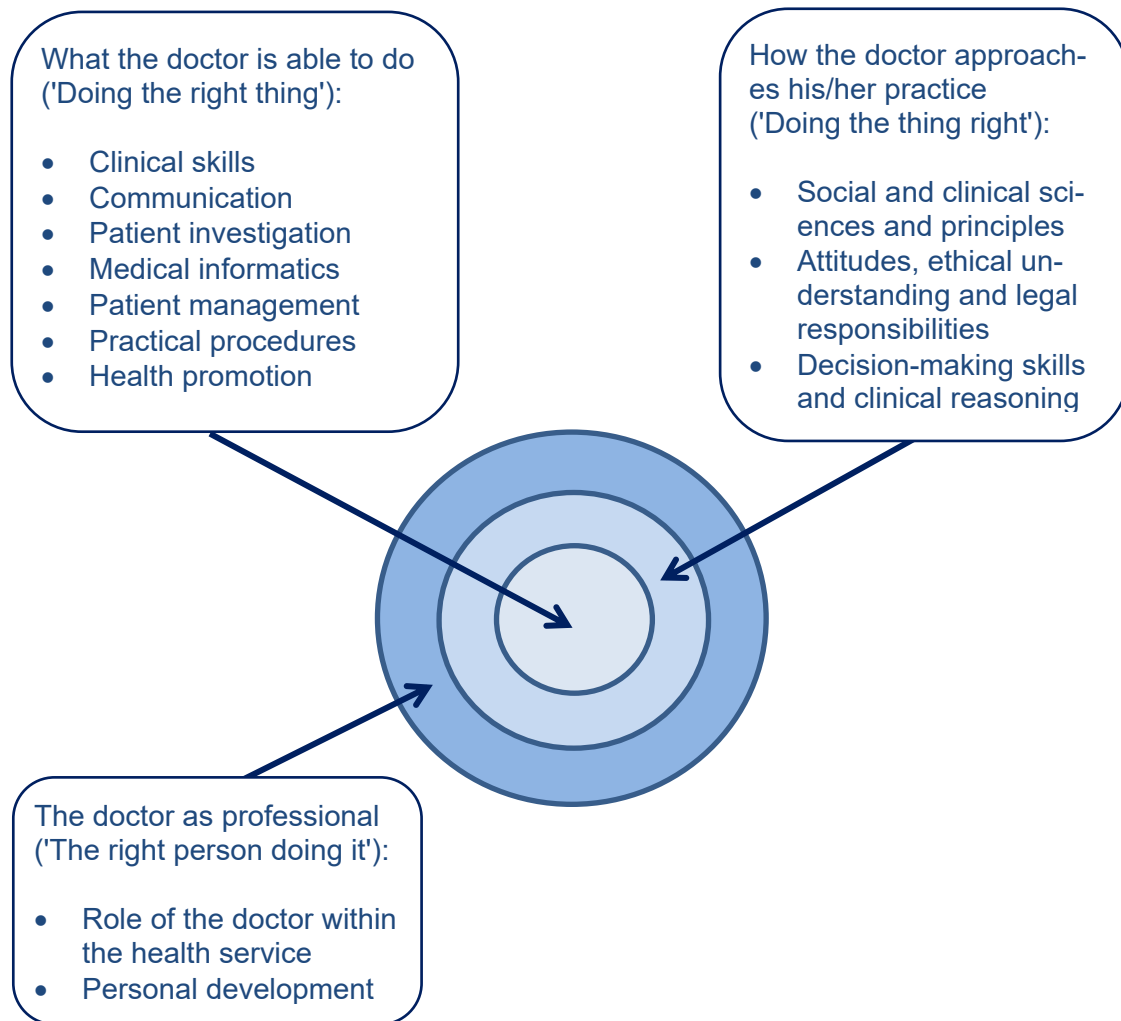 What the doctor is able to do
('Doing the right thing'):
• Clinical skills
• Communication
• Patient investigation
• Medical informatics
• Patient management
• Practical procedures
• Health promotion
How the doctor approach-
es his/her practice
('Doing the thing right'):
• Social and clinical sci-
ences and principles
• Attitudes, ethical un-
derstanding and legal
responsibilities
• Decision-making skills
and clinical reasoning
The doctor as professional
('The right person doing it'):
• Role of the doctor within
the health service
• Personal development